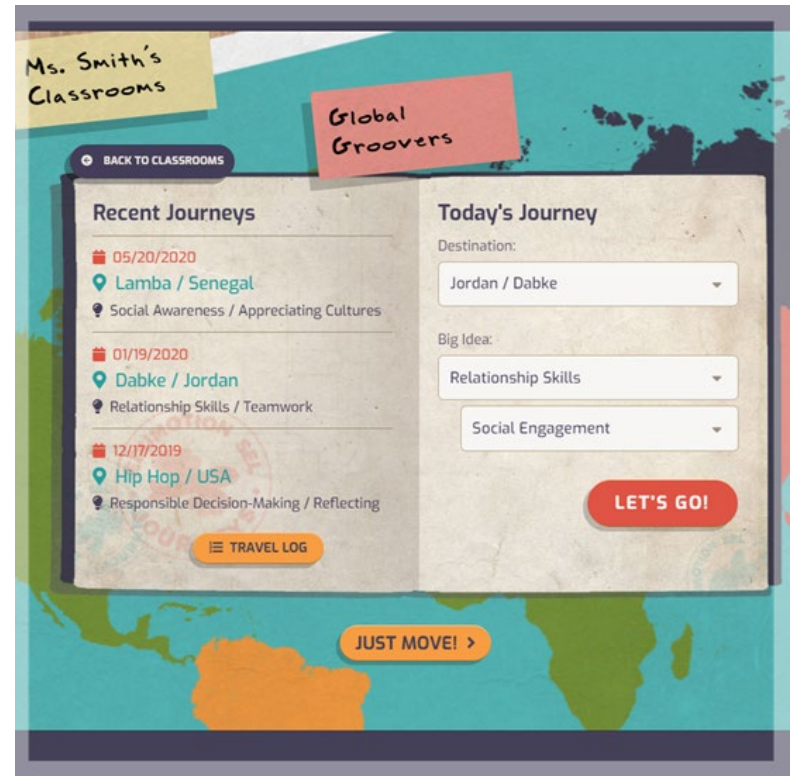 Ms. Smith's
Classrooms
Global
Groovers
BACK TO CLASSROOMS
Recent Journeys
05/20/2020
Lamba / Senegal
Social Awareness / Appreciating Cultures
01/19/2020
Dabke / Jordan
Relationship Skills / Teamwork
12/17/2019
Hip Hop / USA
Responsible Decision-Making / Reflecting
TRAVEL LOG
Today's Journey
Destination:
Jordan / Dabke
Big Idea:
Relationship Skills
Social Engagement
LET'S GO!
JUST MOVE!